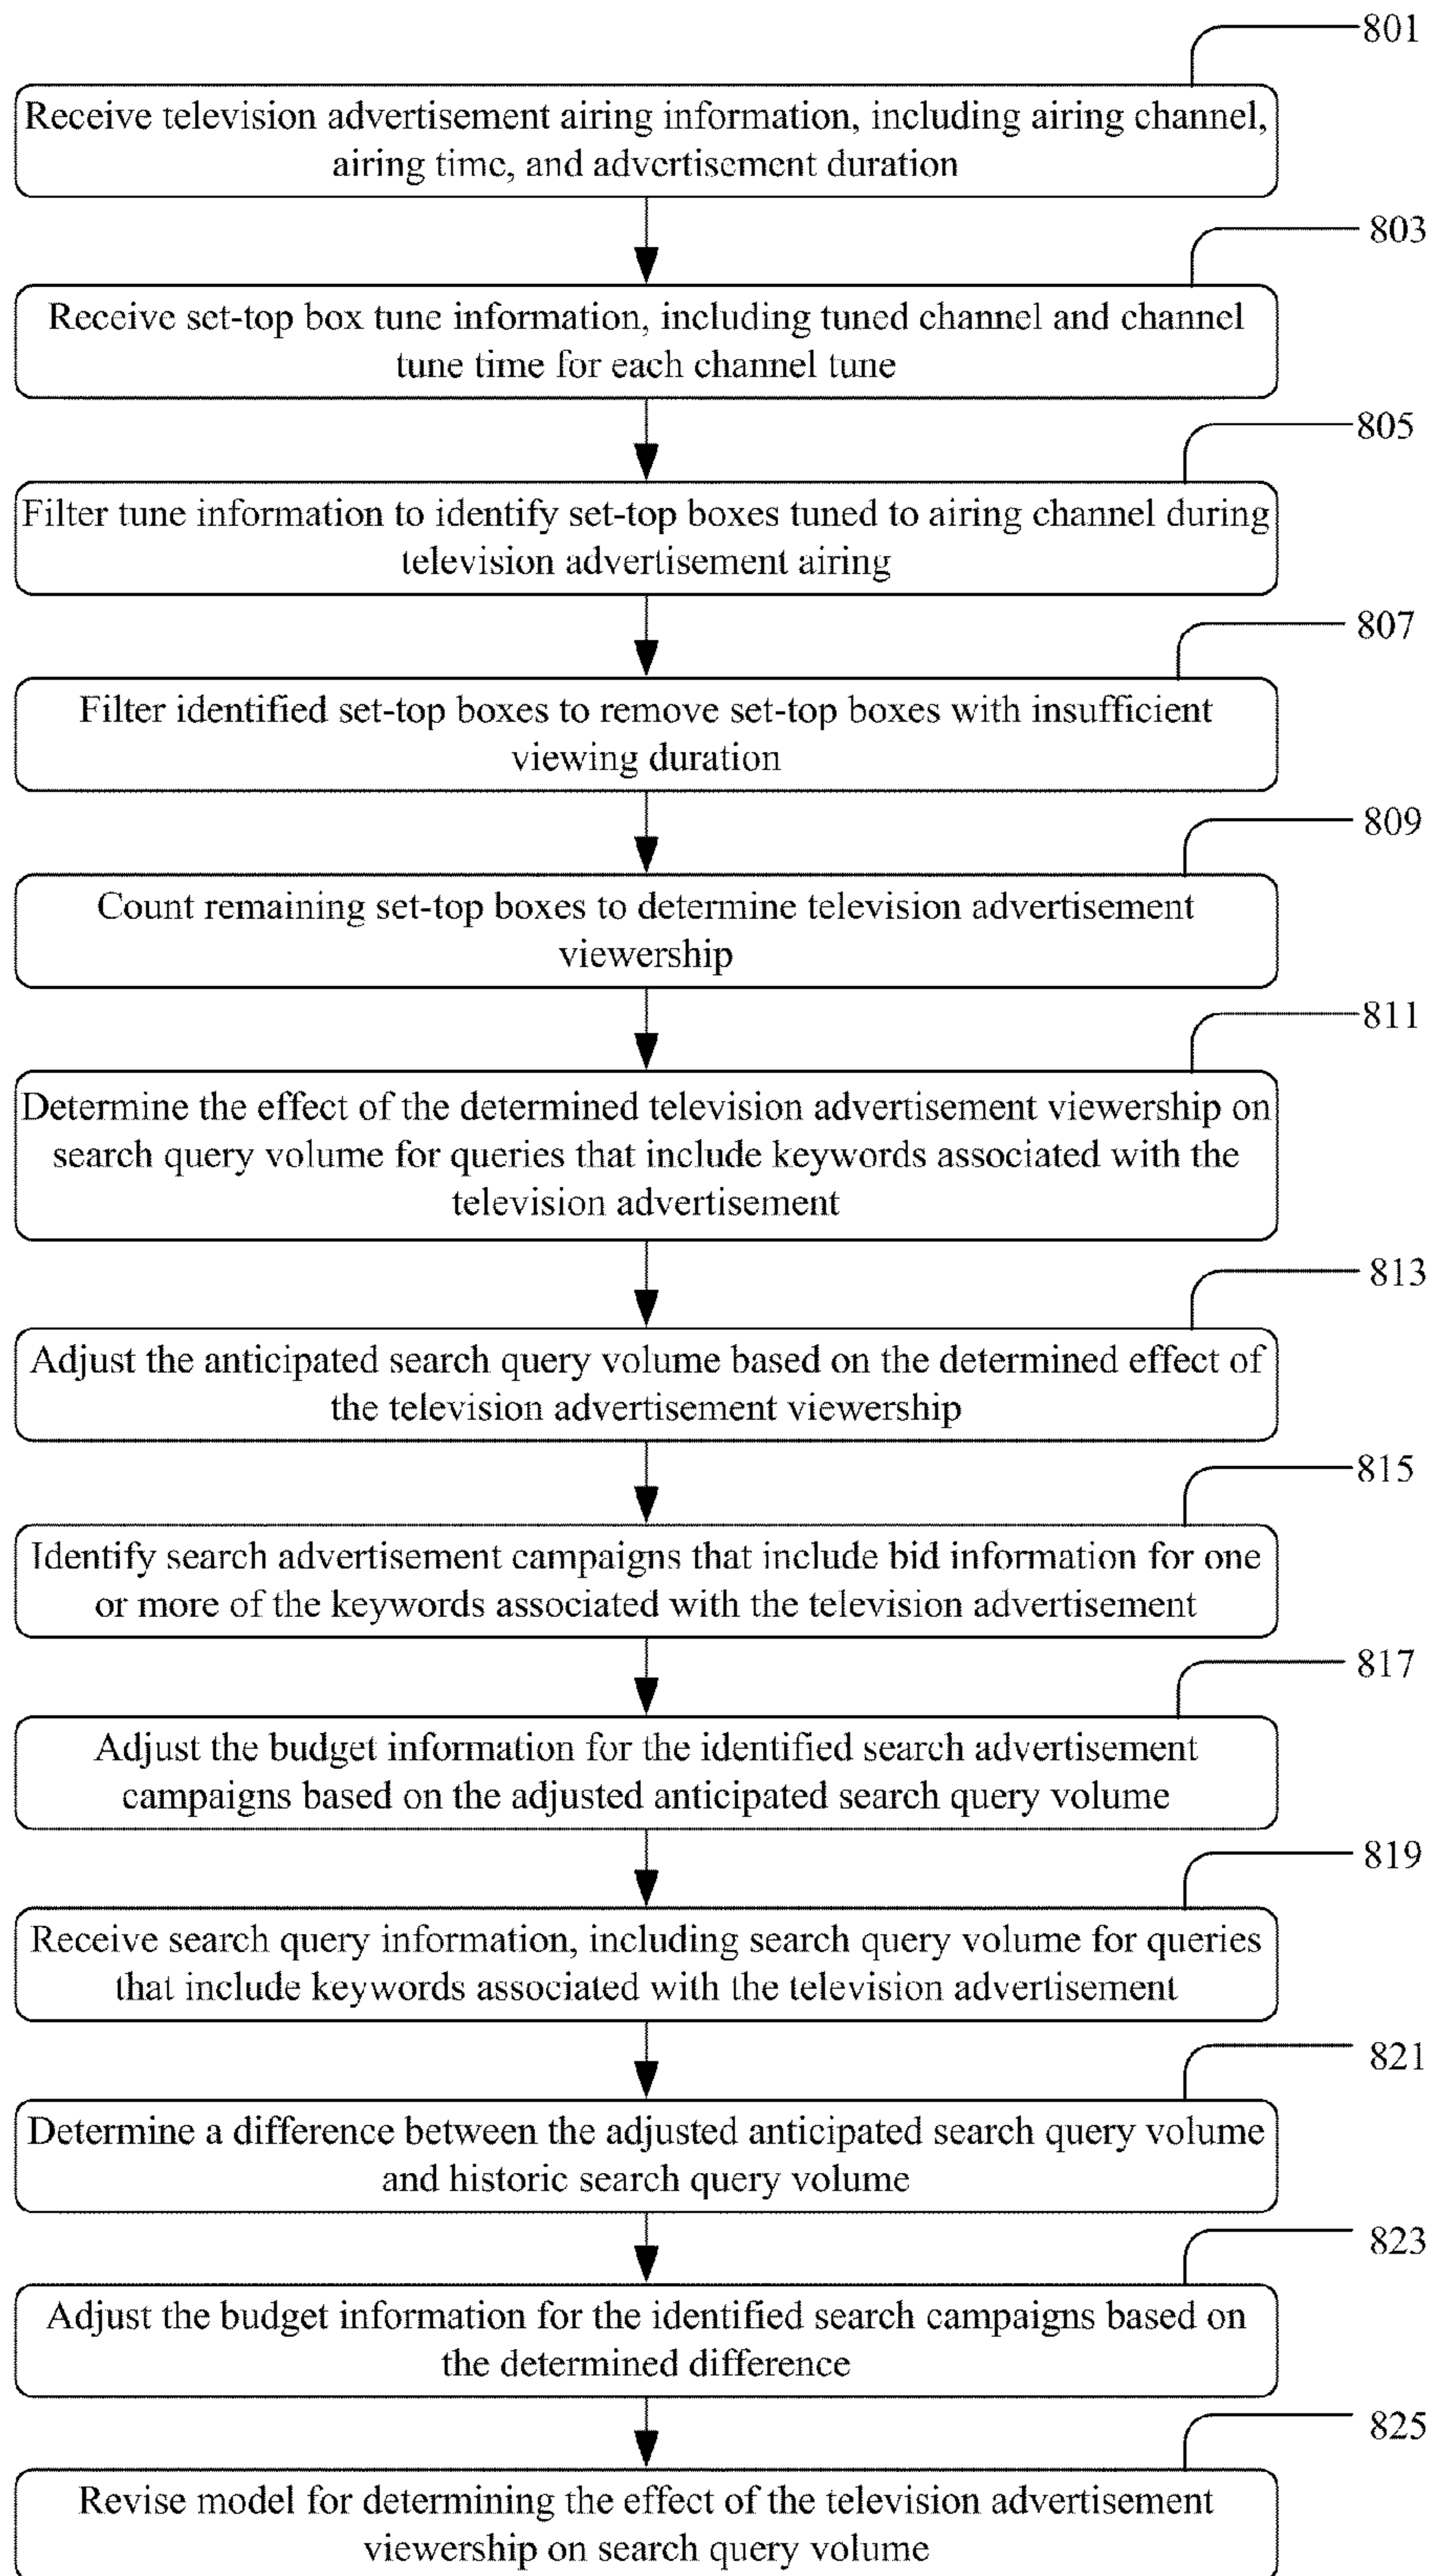 801
Receive television advertisement airing information, including airing channel,
airing time, and advertisement duration
803
Receive set-top box tune information, including tuned channel and channel
tune time for each channel tune
805
Filter tune information to identify set-top boxes tuned to airing channel during
television advertisement airing
807
Filter identified set-top boxes to remove set-top boxes with insufficient
viewing duration
809
Count remaining set-top boxes to determine television advertisement
viewership
811
Determine the effect of the determined television advertisement viewership on
search query volume for queries that include keywords associated with the
television advertisement
813
Adjust the anticipated search query volume based on the determined effect of
the television advertisement viewership
815
Identify search advertisement campaigns that include bid information for one
or more of the keywords associated with the television advertisement
817
Adjust the budget information for the identified search advertisement
campaigns based on the adjusted anticipated search query volume
819
Receive search query information, including search query volume for queries
that include keywords associated with the television advertisement
821
Determine a difference between the adjusted anticipated search query volume
and historic search query volume
823
Adjust the budget information for the identified search campaigns based on
the determined difference
825
Revise model for determining the effect of the television advertisement
viewership on search query volume